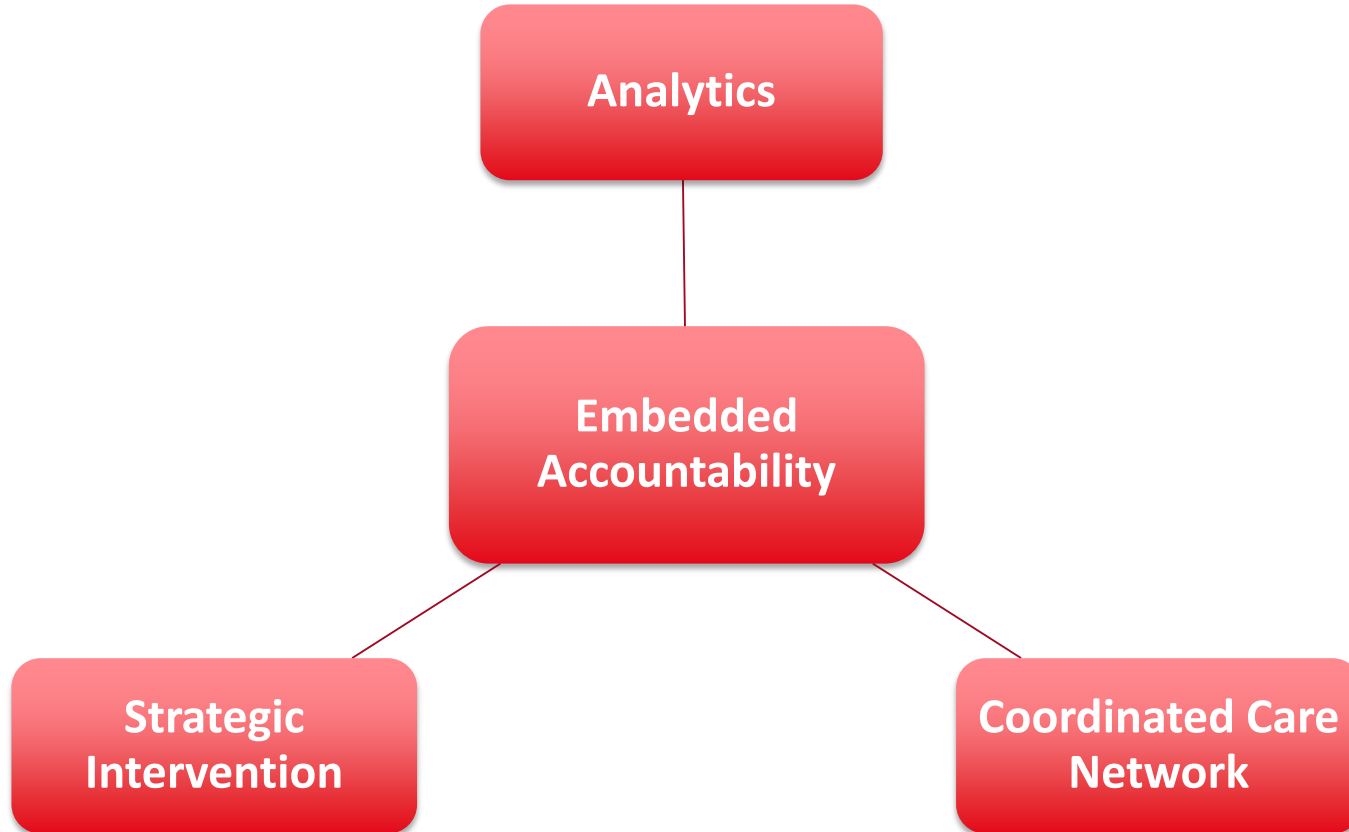 Analytics
Embedded
Accountability
Strategic
Intervention
Coordinated Care
Network